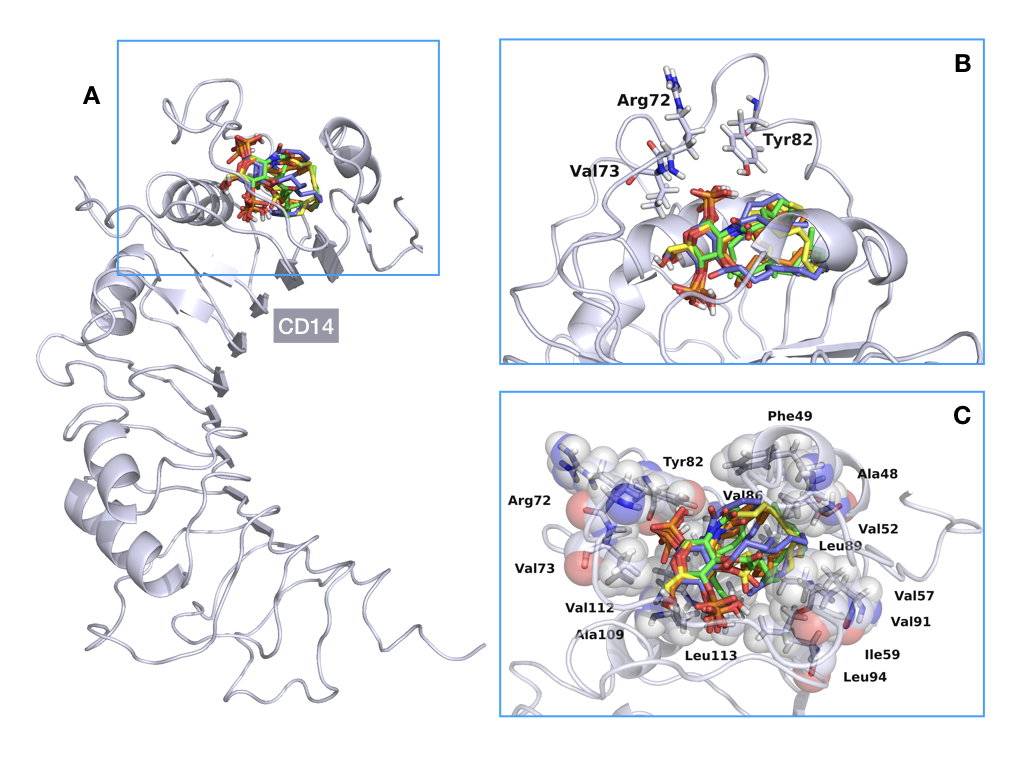 A
CD14
B
Arg72
Tyr82
Val73
C
Phe49
Tyr82
Ala48
Arg72
Val86
Val52
Leu89
Val73
Val57
Val112
Val91
Ala109
Leu113
Ile59
Leu94